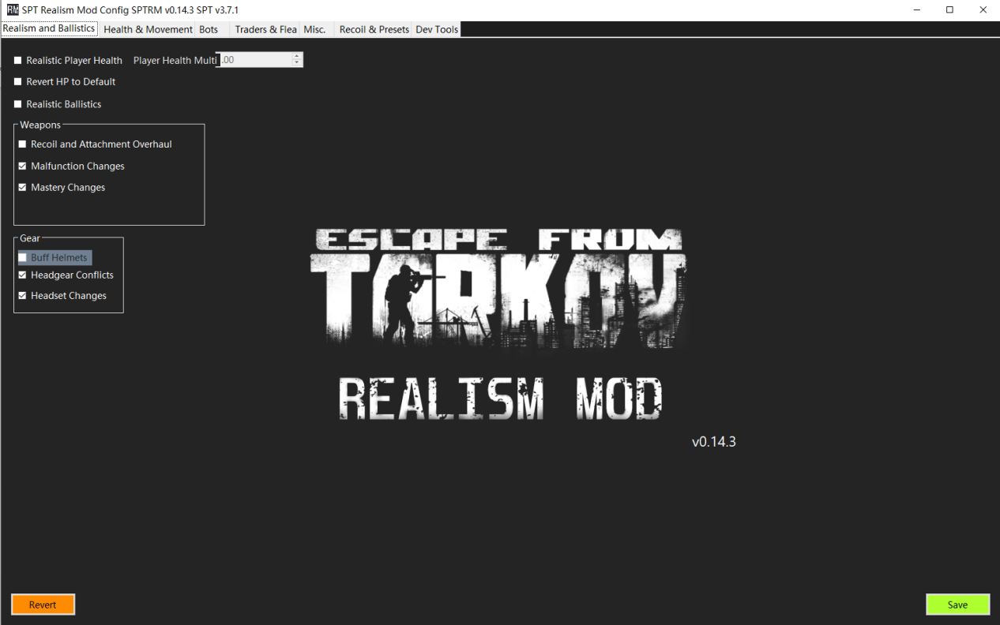 RM SPT Realism Mod Config SPTRM v0.14.3 SPT v3.7.1
Realism and Ballistics Health & Movement Bots Traders & Flea Misc. Recoil & Presets Dev Tools
Realistic Player Health Player Health Multi .00
Revert HP to Default
Realistic Ballistics
Weapons
Recoil and Attachment Overhaul
Malfunction Changes
Mastery Changes
Gear
Buff Helmets
Headgear Conflicts
Headset Changes
ESCAPE FROM
TARKOV
REALISM MOD
v0.14.3
Revert Save